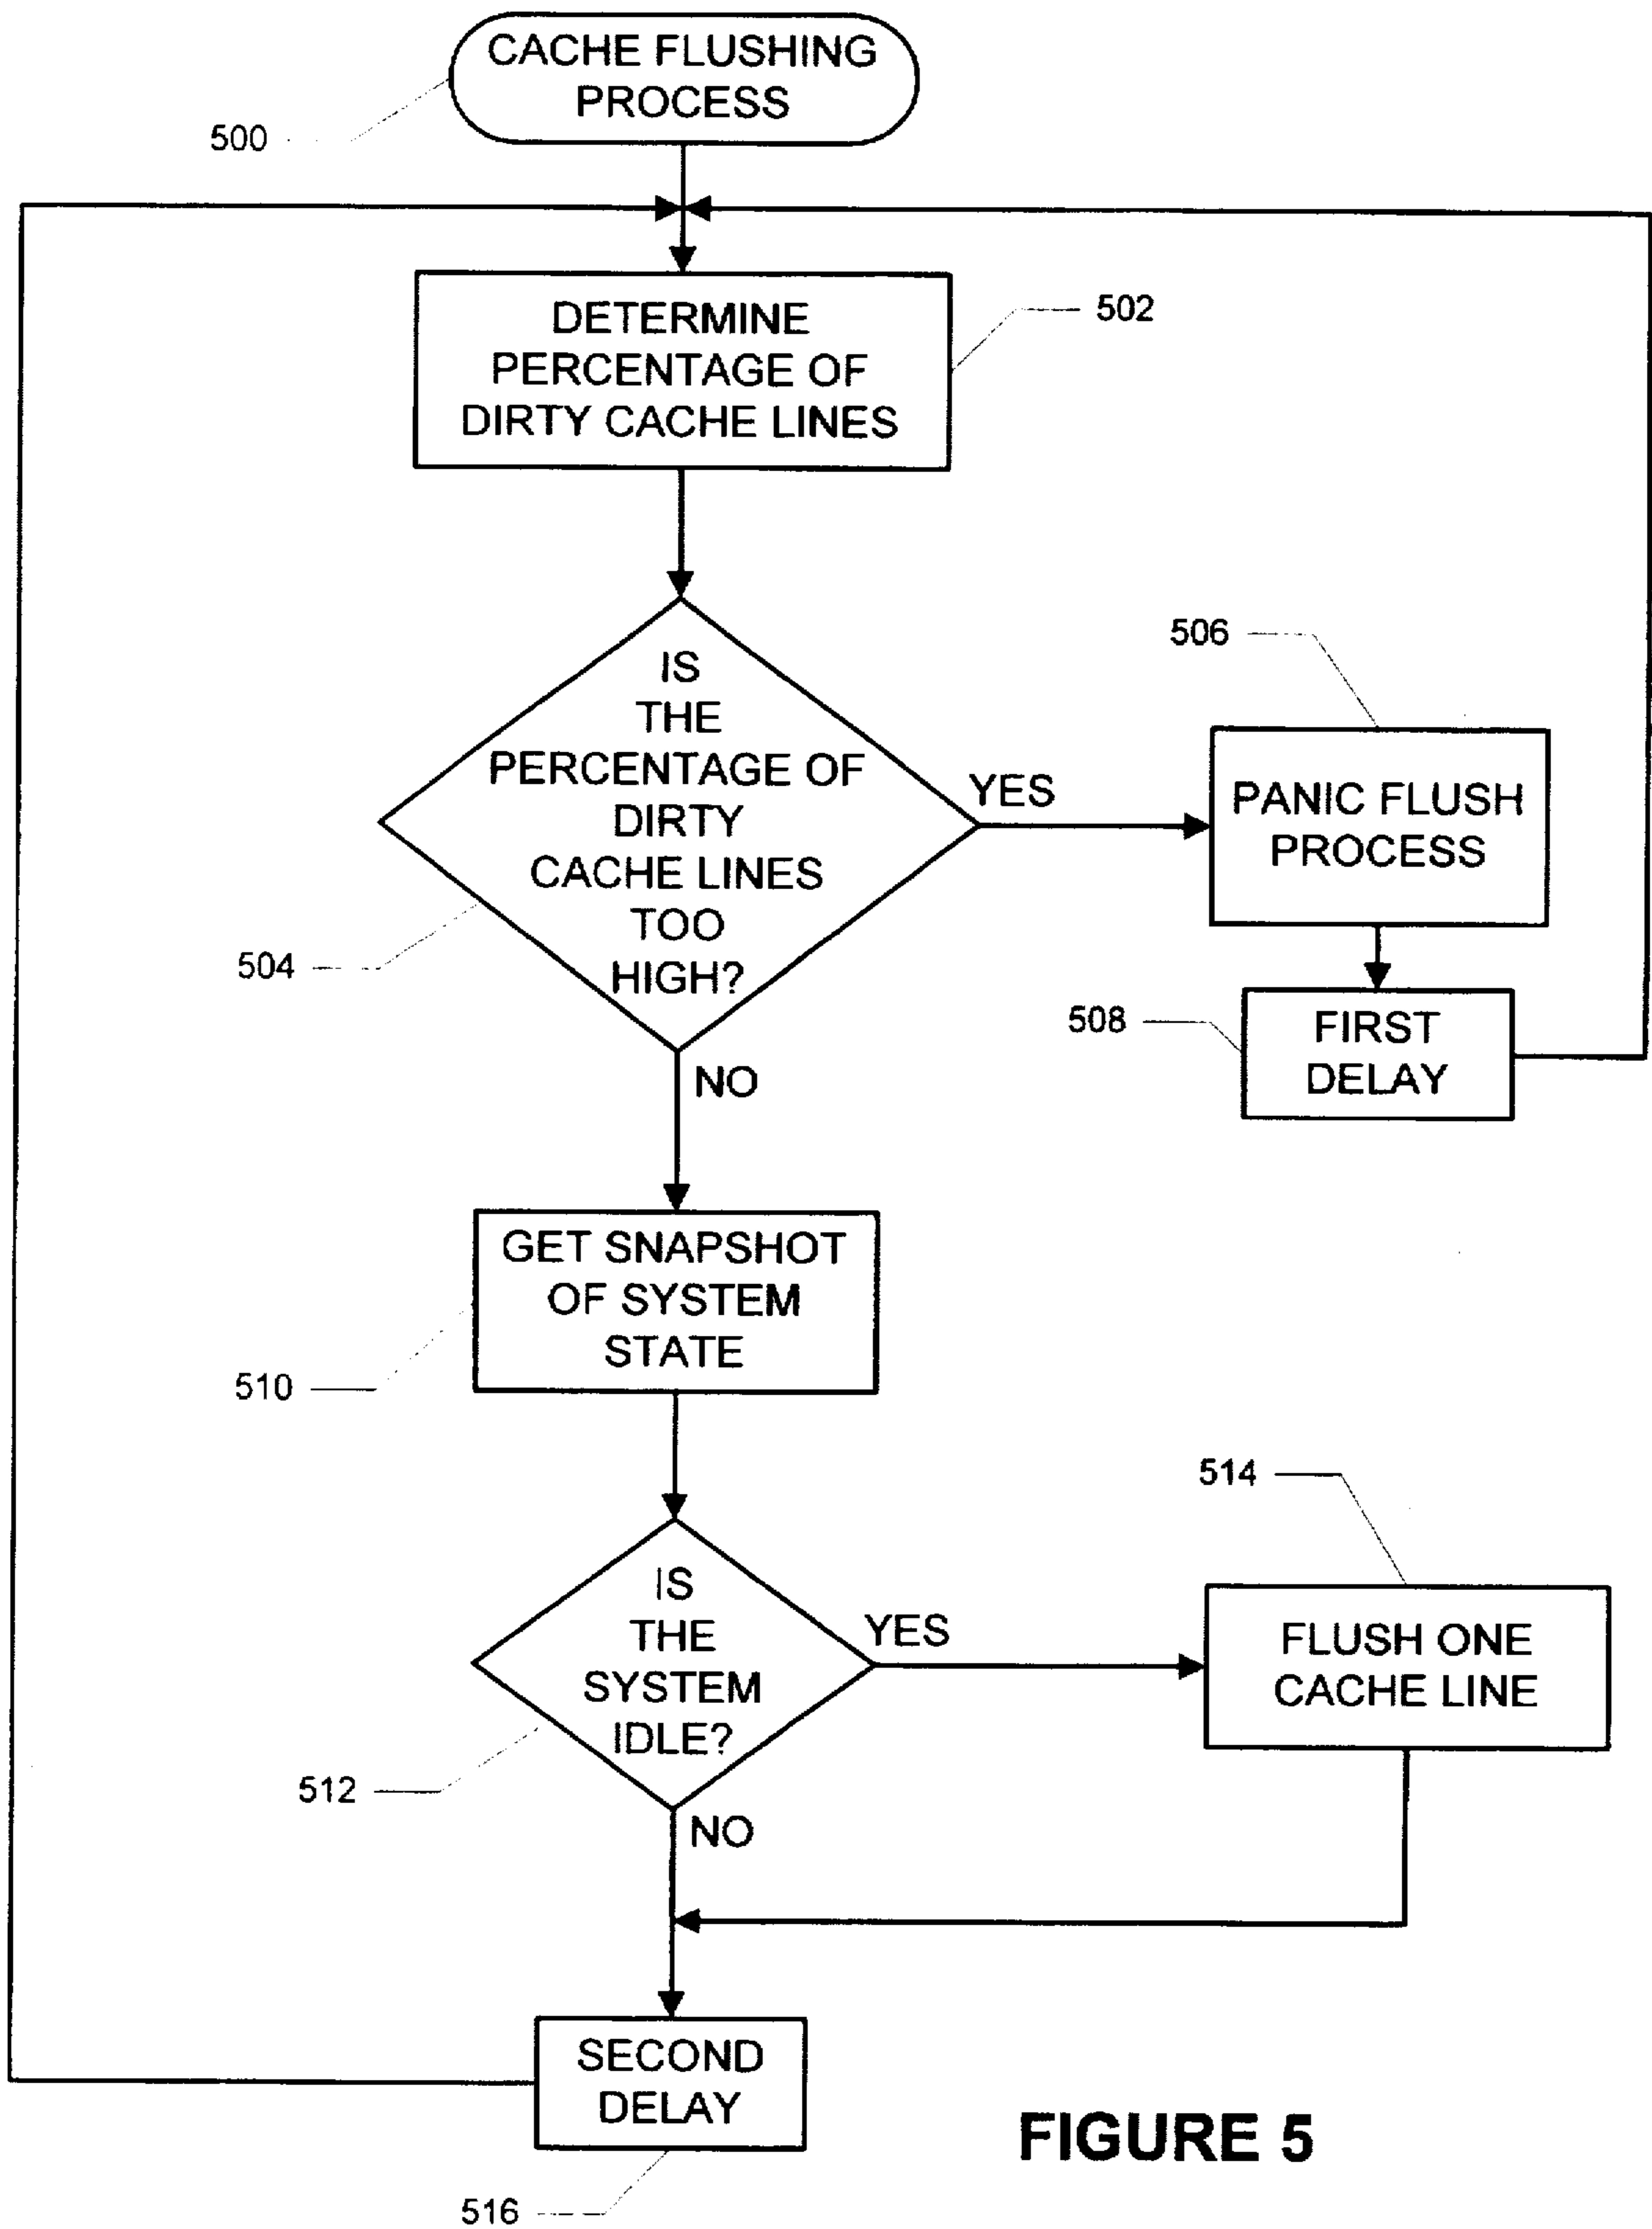 CACHE FLUSHING
PROCESS
500
DETERMINE
PERCENTAGE OF
DIRTY CACHE LINES
502
IS
THE
PERCENTAGE OF
DIRTY
CACHE LINES
TOO
HIGH?
504
YES
506
PANIC FLUSH
PROCESS
508
FIRST
DELAY
NO
GET SNAPSHOT
OF SYSTEM
STATE
510
IS
THE
SYSTEM
IDLE?
512
YES
514
FLUSH ONE
CACHE LINE
NO
SECOND
DELAY
516
FIGURE 5